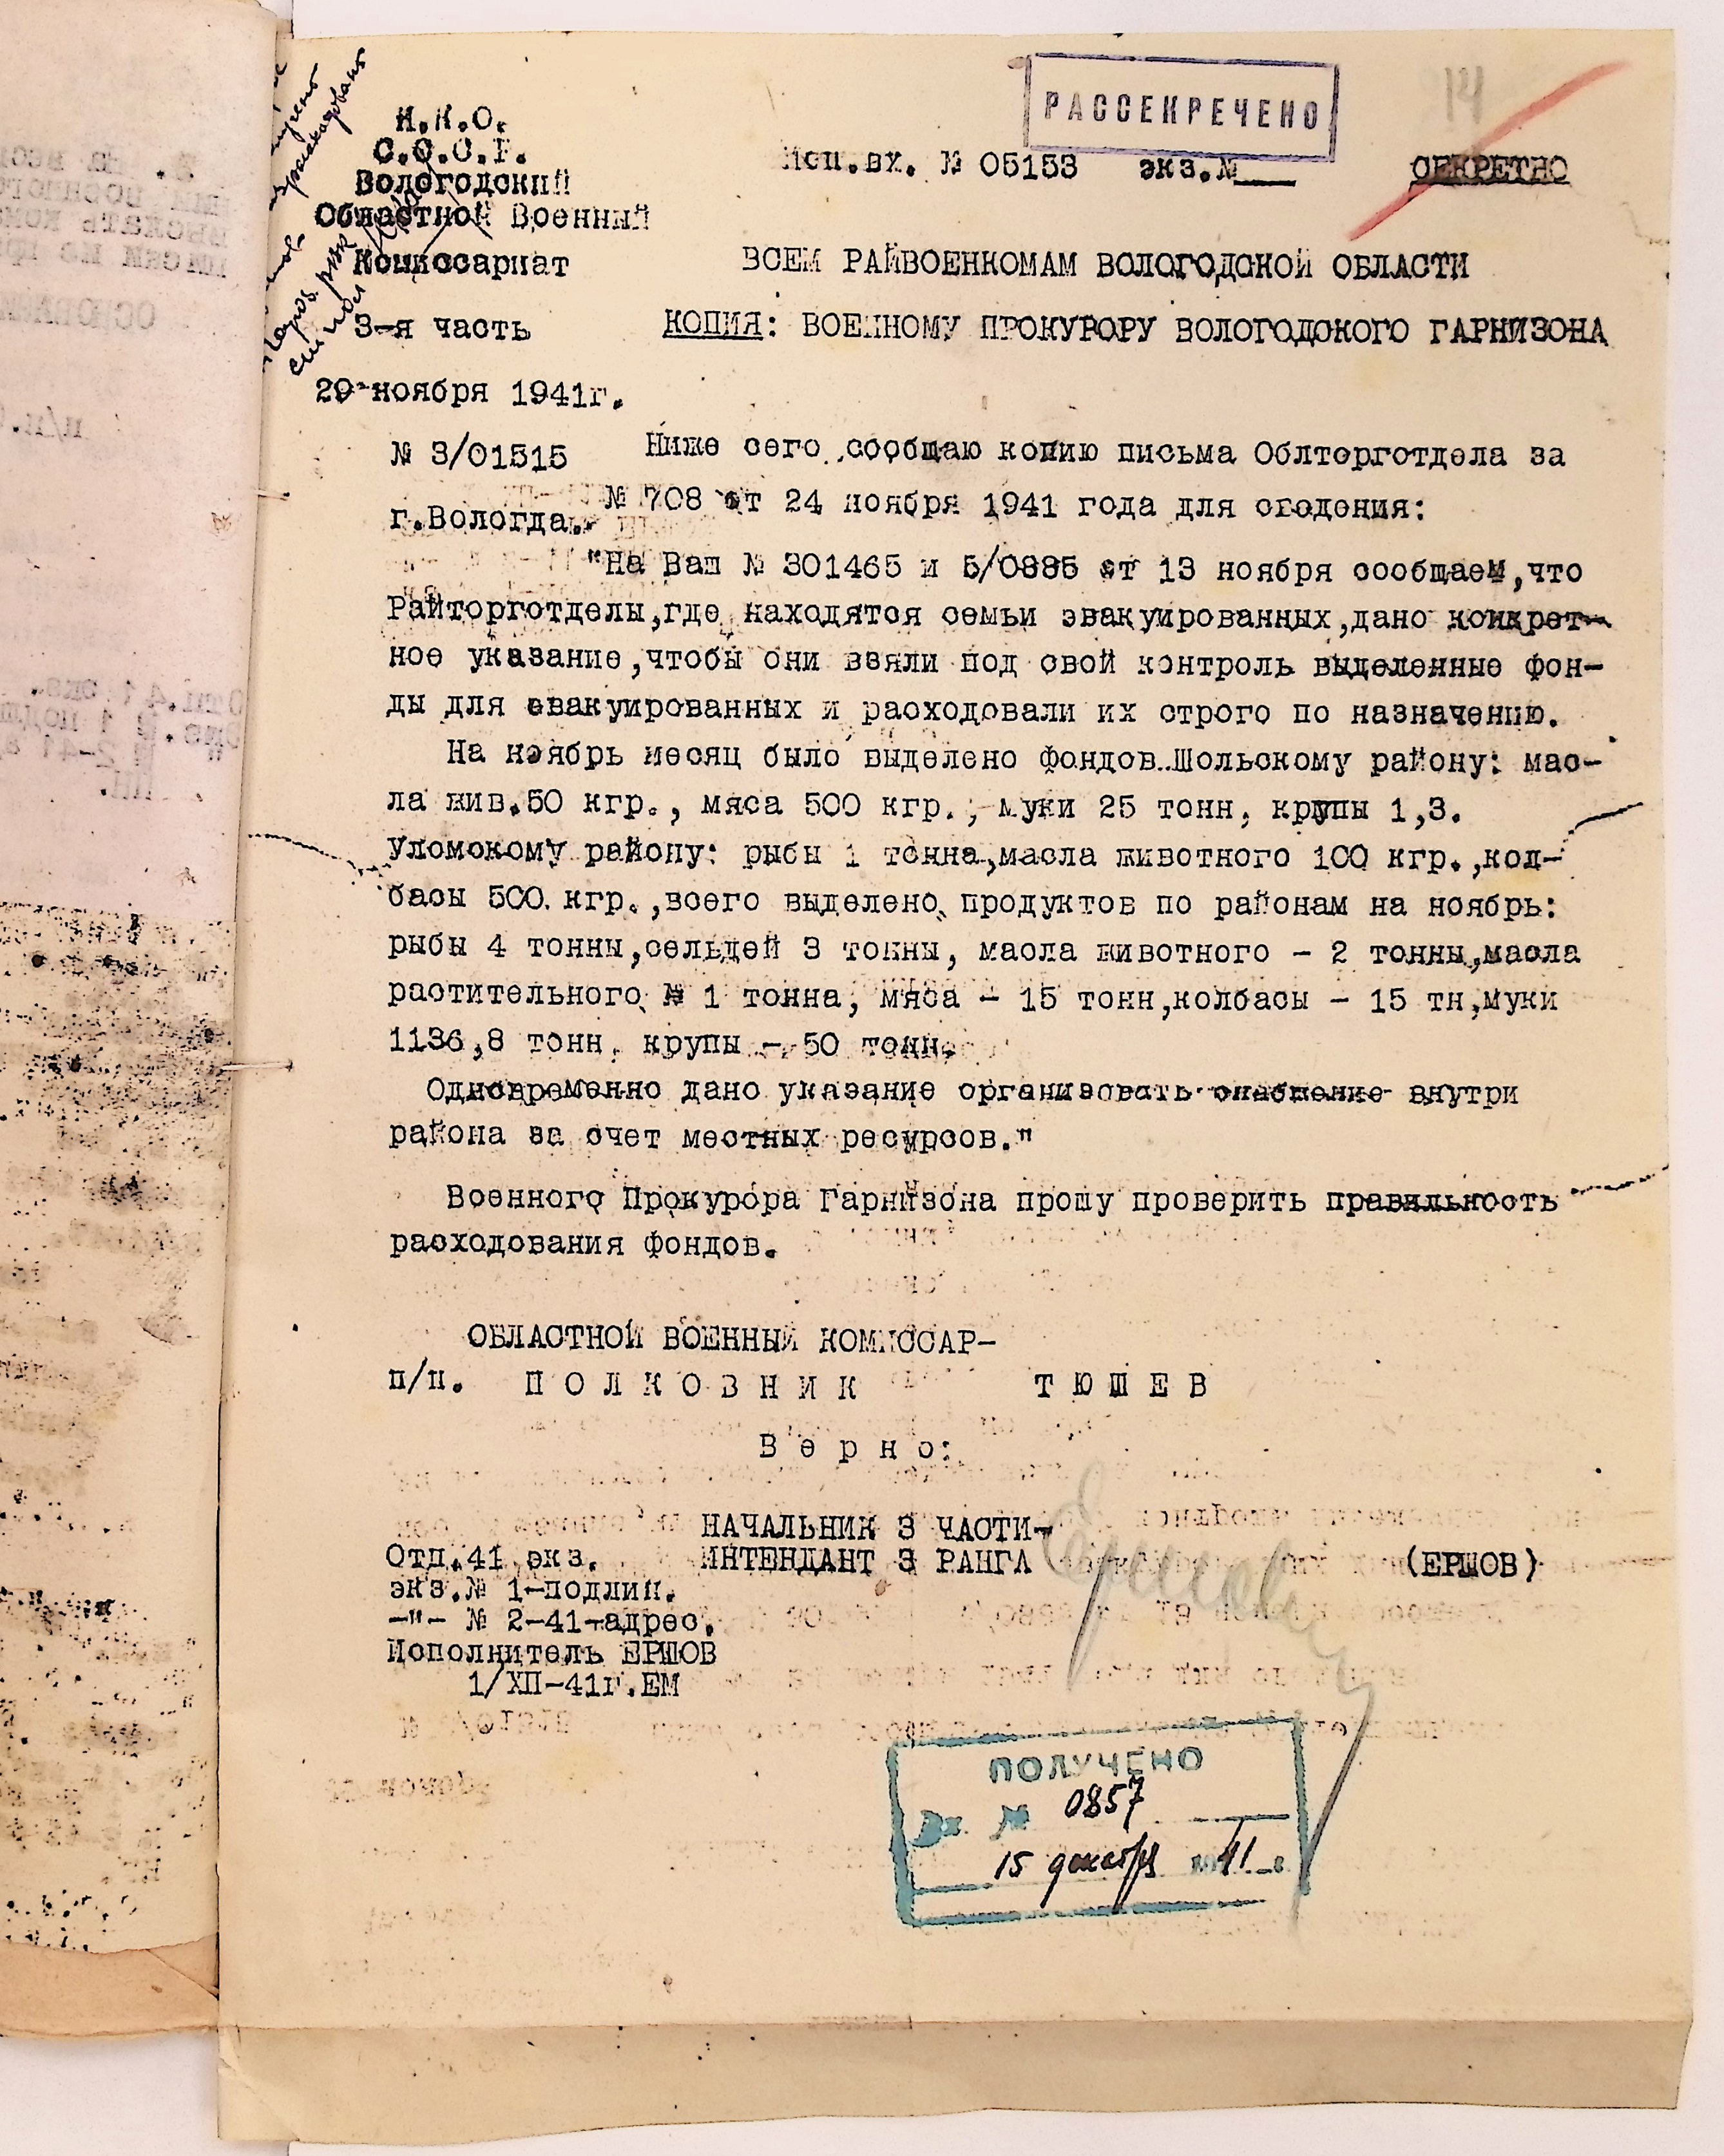 РАССЕКРЕЧЕНО
14
Н.К.О.
С.С.С.Р.
Исп.вх. № 05153 экз.№___ СЕКРЕТНО
Вологодский
Областной Военный
Комиссариат
ВСЕМ РАЙВОЕНКОМАМ ВОЛОГОДСКОЙ ОБЛАСТИ
3-я часть
КОПИЯ: ВОЕННОМУ ПРОКУРОРУ ВОЛОГОДСКОГО ГАРНИЗОНА
29 ноября 1941г.
№ 3/01515
г.Вологда.
Ниже сего сообщаю копию письма Облторготдела за
№ 708 от 24 ноября 1941 года для сведения:
"На Ваш № 301465 и 5/0885 от 13 ноября сообщаем,что
Райторготделы,где находятся семьи эвакуированных,дано конкрет-
ное указание,чтобы они взяли под свой контроль выделенные фон-
ды для эвакуированных и расходовали их строго по назначению.
На ноябрь месяц было выделено фондов..Шольскому району: мас-
ла жив.50 кгр., мяса 500 кгр., муки 25 тонн, крупы 1,3.
Уломскому району: рыбы 1 тонна,масла животного 100 кгр.,кол-
басы 500 кгр.,всего выделено продуктов по районам на ноябрь:
рыбы 4 тонны,сельдей 3 тонны, масла животного - 2 тонны,масла
растительного № 1 тонна, мяса - 15 тонн,колбасы - 15 тн,муки
1136,8 тонн, крупы - 50 тонн.
Одновременно дано указание организовать снабжение внутри
района за счет местных ресурсов."
Военного Прокурора Гарнизона прошу проверить правильность
расходования фондов.
ОБЛАСТНОЙ ВОЕННЫЙ КОМИССАР-
п/п. П О Л К О В Н И К Т Ю Ш Е В
В е р н о:
НАЧАЛЬНИК 3 ЧАСТИ-
ИНТЕНДАНТ 3 РАНГА (ЕРШОВ)
Отп.41 экз.
экз.№ 1-подлин.
-"- № 2-41-адрес.
Исполнитель ЕРШОВ
1/XII-41г.ЕМ
ПОЛУЧЕНО
Вх. № 0857
15 декабря 41 г.